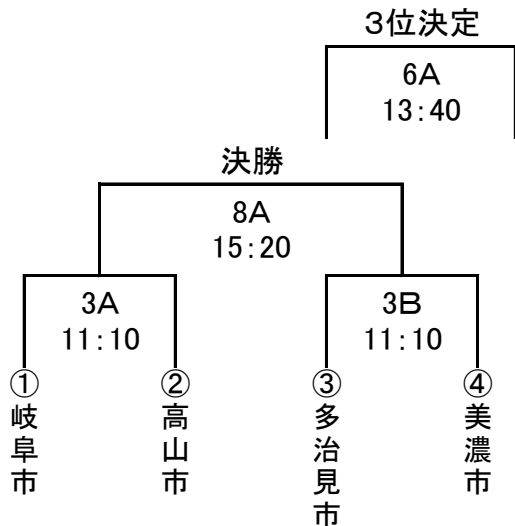 ３位決定
6A
13:40
決勝
8A
15:20
3A
11:10
3B
11:10
①
岐阜市
②
高山市
③
多治見市
④
美濃市